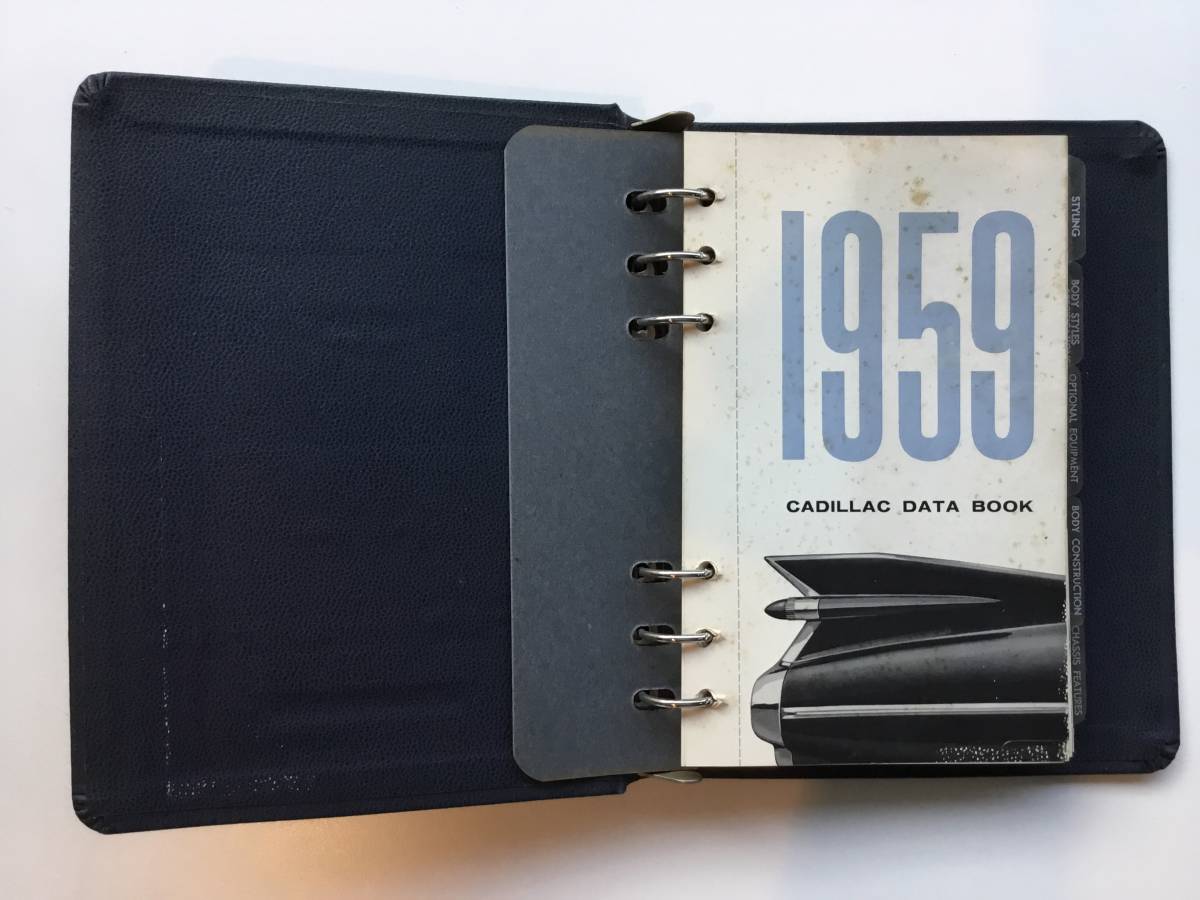 1959
CADILLAC DATA BOOK
STYLING
BODY STYLES
OPTIONAL EQUIPMENT
BODY CONSTRUCTION
CHASSIS FEATURES